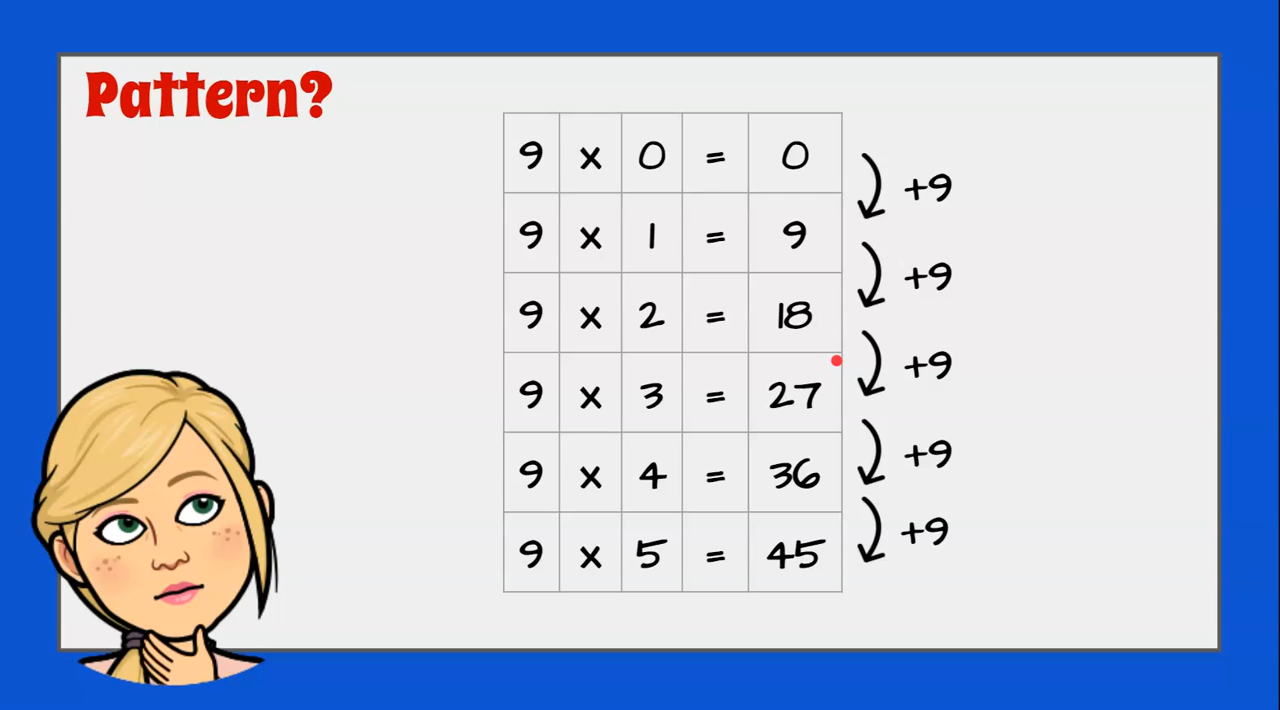 Pattern?
9 x 0 = 0
+9
9 x 1 = 9
+9
9 x 2 = 18
+9
9 x 3 = 27
+9
9 x 4 = 36
+9
9 x 5 = 45